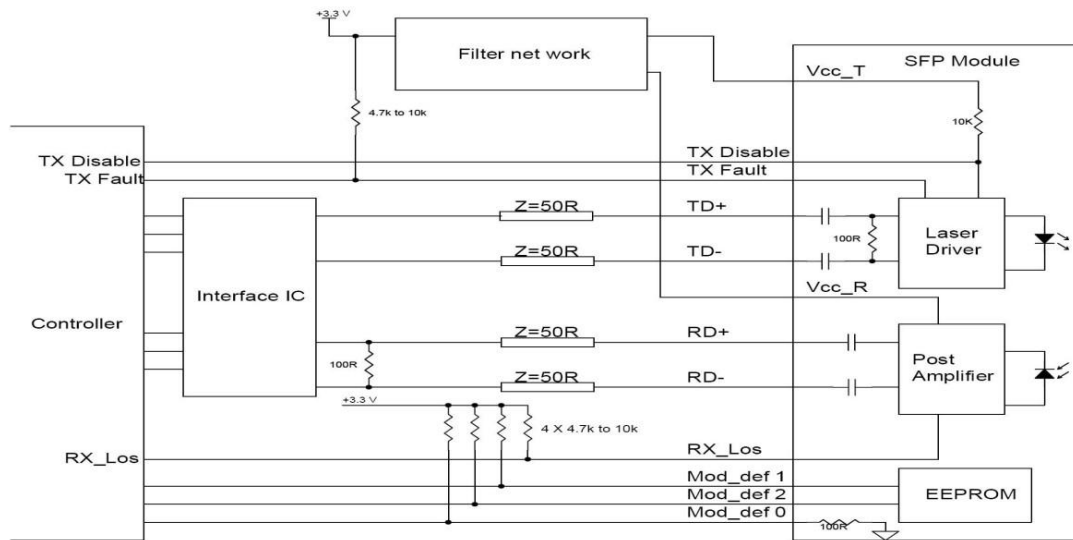 +3.3 V
Filter net work
SFP Module
Vcc_T
4.7k to 10k
10K
TX Disable
TX Disable
TX Fault
TX Fault
Z=50R
TD+
Laser
Driver
100R
Z=50R
TD-
Interface IC
Vcc_R
Controller
Z=50R
RD+
Post
Amplifier
100R
Z=50R
RD-
+3.3 V
4 X 4.7k to 10k
RX_Los
RX_Los
Mod_def 1
Mod_def 2
Mod_def 0
EEPROM
100R